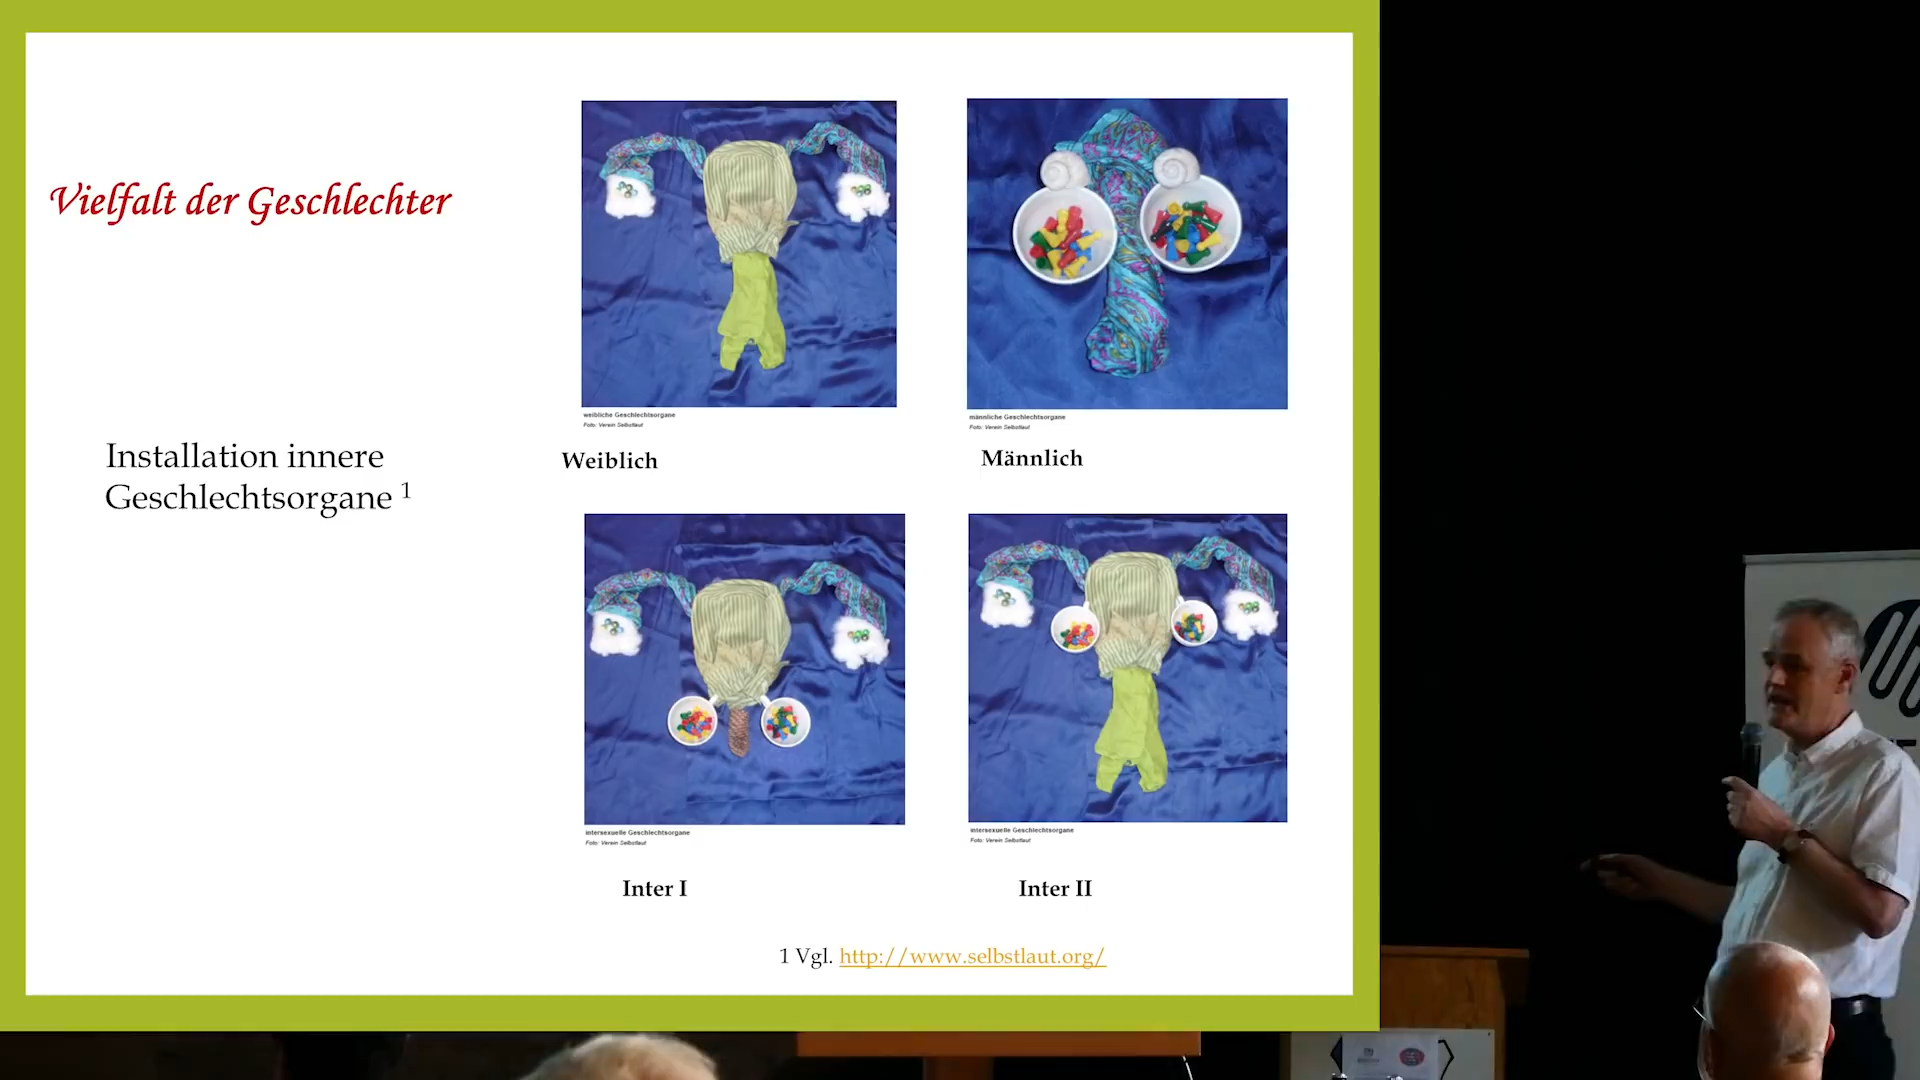 Vielfalt der Geschlechter
Installation innere
Geschlechtsorgane 1
weibliche Geschlechtsorgane
Foto: Verein Selbstlaut
Weiblich
männliche Geschlechtsorgane
Foto: Verein Selbstlaut
Männlich
intersexuelle Geschlechtsorgane
Foto: Verein Selbstlaut
Inter I
intersexuelle Geschlechtsorgane
Foto: Verein Selbstlaut
Inter II
1 Vgl. http://www.selbstlaut.org/